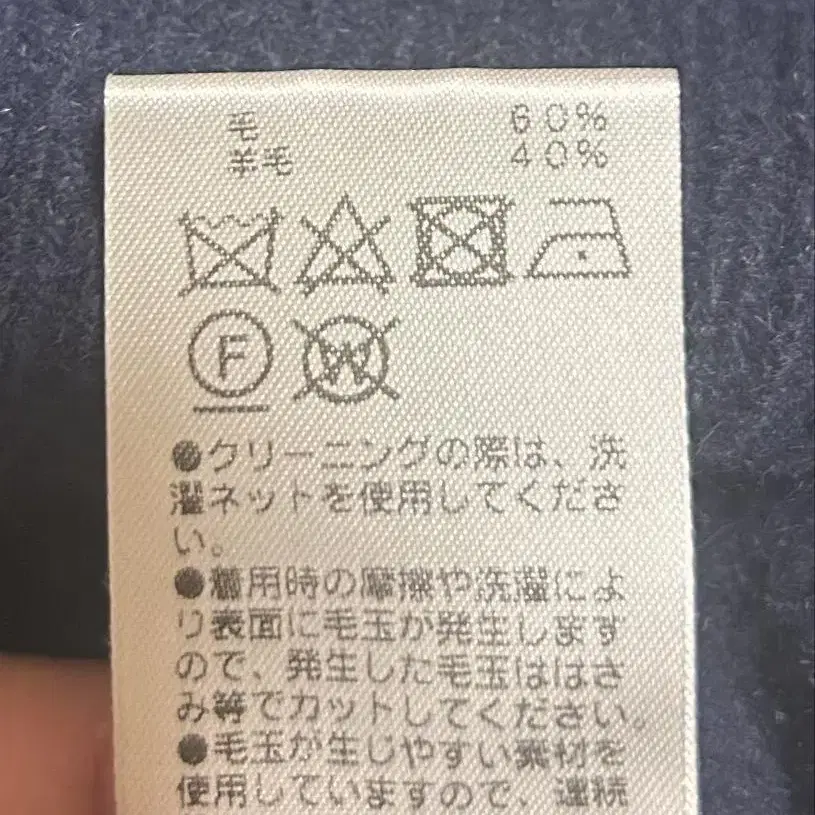 毛 60%
羊毛 40%
F
W
●クリーニングの際は、洗
濯ネットを使用してくださ
い。
●着用時の摩擦や洗濯によ
り表面に毛玉が発生します
ので、発生した毛玉ははさ
み等でカットしてください。
●毛玉が生じやすい素材を
使用していますので、連続